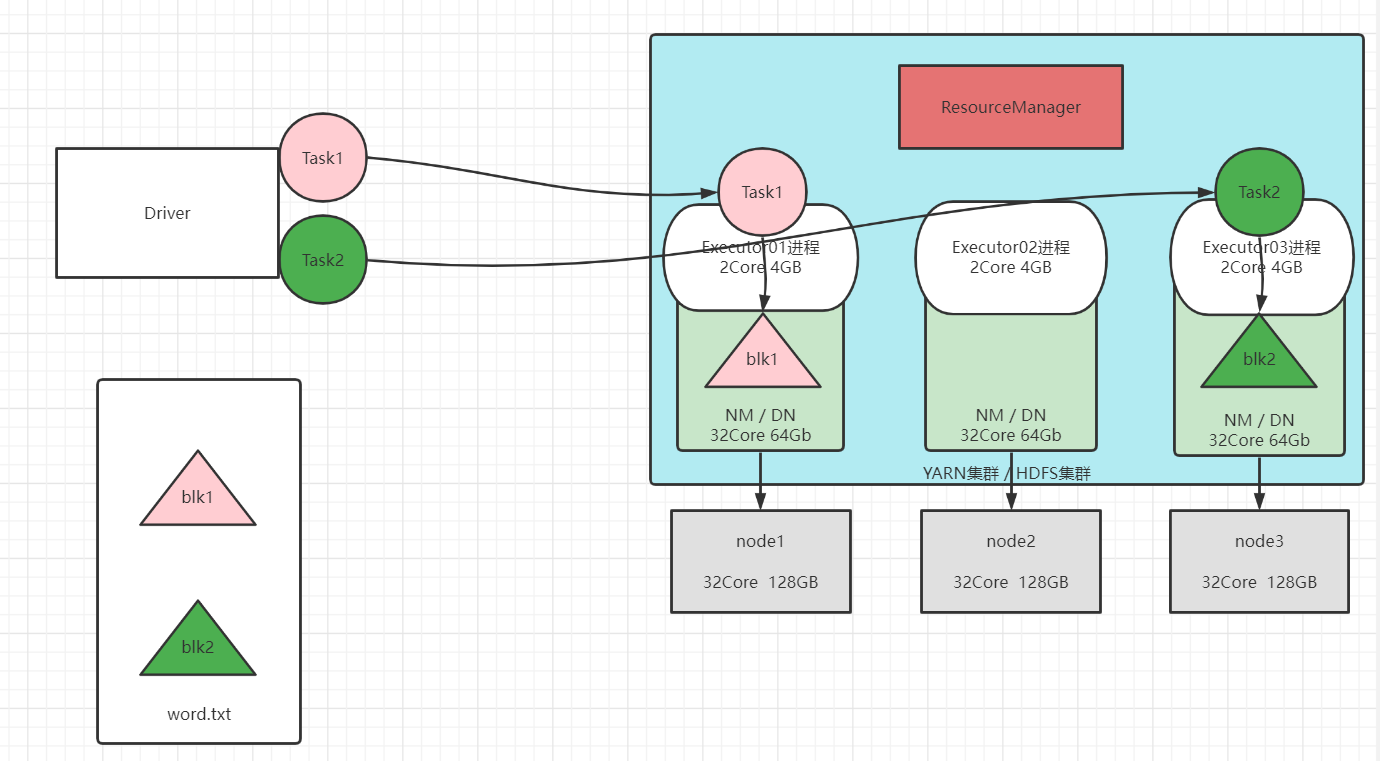 ResourceManager
Task1
Task2
Driver
Task1
Task2
Executor01进程
2Core 4GB
Executor02进程
2Core 4GB
Executor03进程
2Core 4GB
blk1
blk2
NM / DN
32Core 64Gb
NM / DN
32Core 64Gb
NM / DN
32Core 64Gb
YARN集群 / HDFS集群
node1
32Core 128GB
node2
32Core 128GB
node3
32Core 128GB
blk1
blk2
word.txt